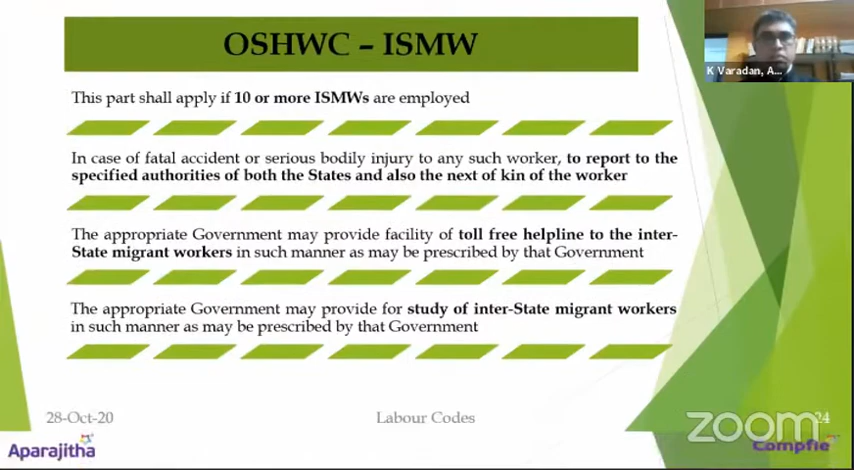 OSHWC – ISMW
K Varadan, A...
This part shall apply if 10 or more ISMWs are employed
In case of fatal accident or serious bodily injury to any such worker, to report to the
specified authorities of both the States and also the next of kin of the worker
The appropriate Government may provide facility of toll free helpline to the inter-
State migrant workers in such manner as may be prescribed by that Government
The appropriate Government may provide for study of inter-State migrant workers
in such manner as may be prescribed by that Government
28-Oct-20
Labour Codes
24
zoom
Aparajitha
Compfie